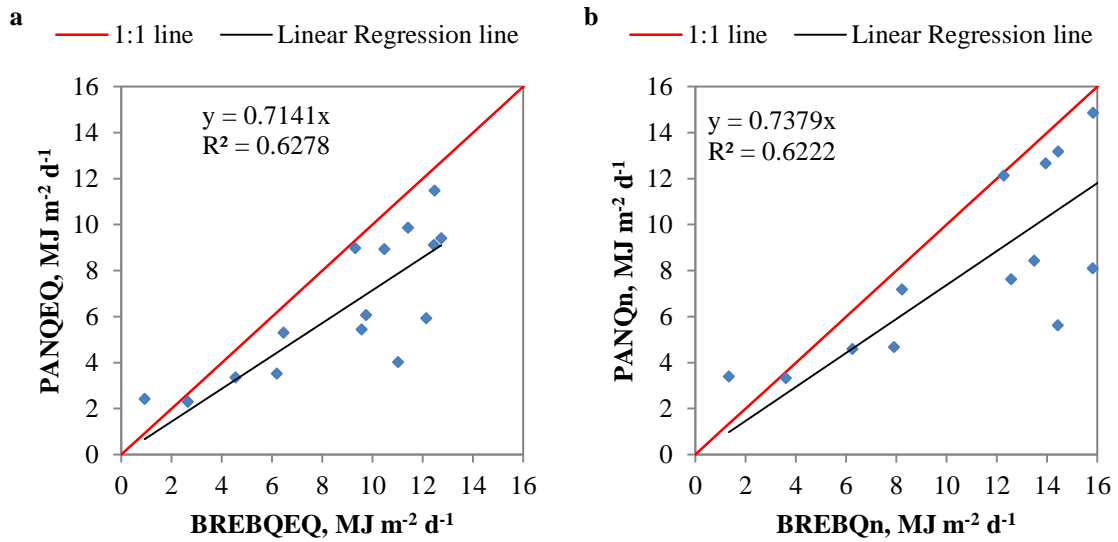 a
1:1 line Linear Regression line
y = 0.7141x
R² = 0.6278
PANQEQ, MJ m⁻² d⁻¹
16
14
12
10
8
6
4
2
0
0 2 4 6 8 10 12 14 16
BREBQEQ, MJ m⁻² d⁻¹
b
1:1 line Linear Regression line
y = 0.7379x
R² = 0.6222
PANQn, MJ m⁻² d⁻¹
16
14
12
10
8
6
4
2
0
0 2 4 6 8 10 12 14 16
BREBQn, MJ m⁻² d⁻¹